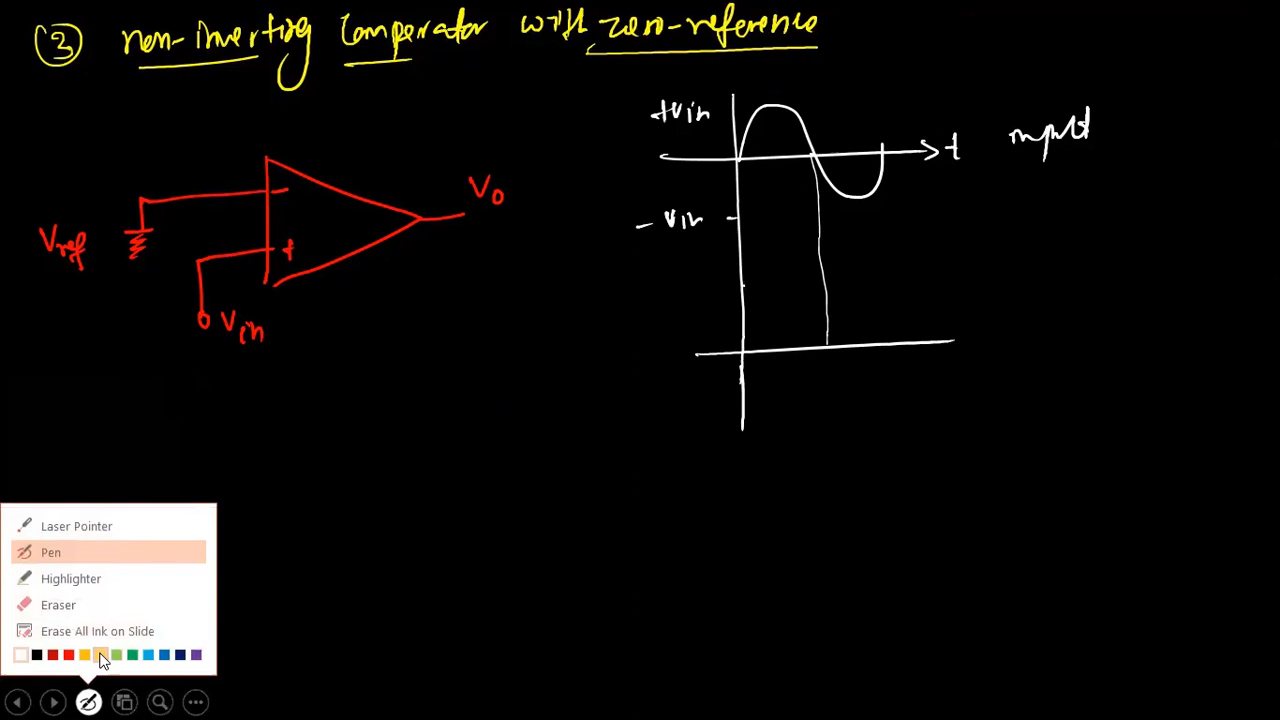 ③ non-inverting Comperator with zero-reference
+Vin
t
input
Vo
-
Vref
- Vin
+
Vin
Laser Pointer
Pen
Highlighter
Eraser
Erase All Ink on Slide